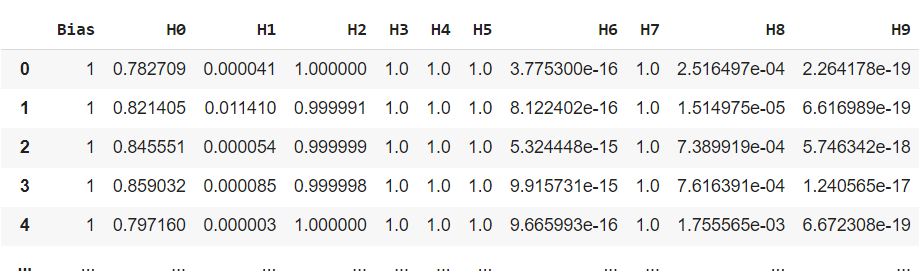 Bias H0 H1 H2 H3 H4 H5 H6 H7 H8 H9
0 1 0.782709 0.000041 1.000000 1.0 1.0 1.0 3.775300e-16 1.0 2.516497e-04 2.264178e-19
1 1 0.821405 0.011410 0.999991 1.0 1.0 1.0 8.122402e-16 1.0 1.514975e-05 6.616989e-19
2 1 0.845551 0.000054 0.999999 1.0 1.0 1.0 5.324448e-15 1.0 7.389919e-04 5.746342e-18
3 1 0.859032 0.000085 0.999998 1.0 1.0 1.0 9.915731e-15 1.0 7.616391e-04 1.240565e-17
4 1 0.797160 0.000003 1.000000 1.0 1.0 1.0 9.665993e-16 1.0 1.755565e-03 6.672308e-19
... ... ... ... ... ... ... ... ... ... ... ...